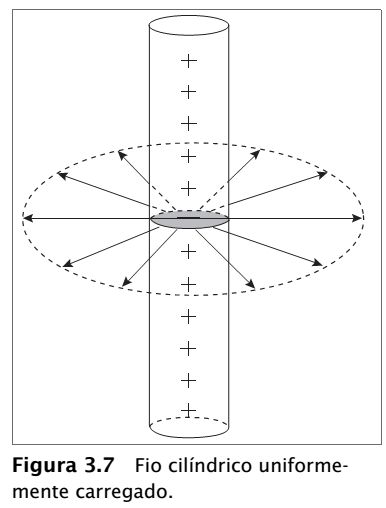 Figura 3.7 Fio cilíndrico uniforme-
mente carregado.